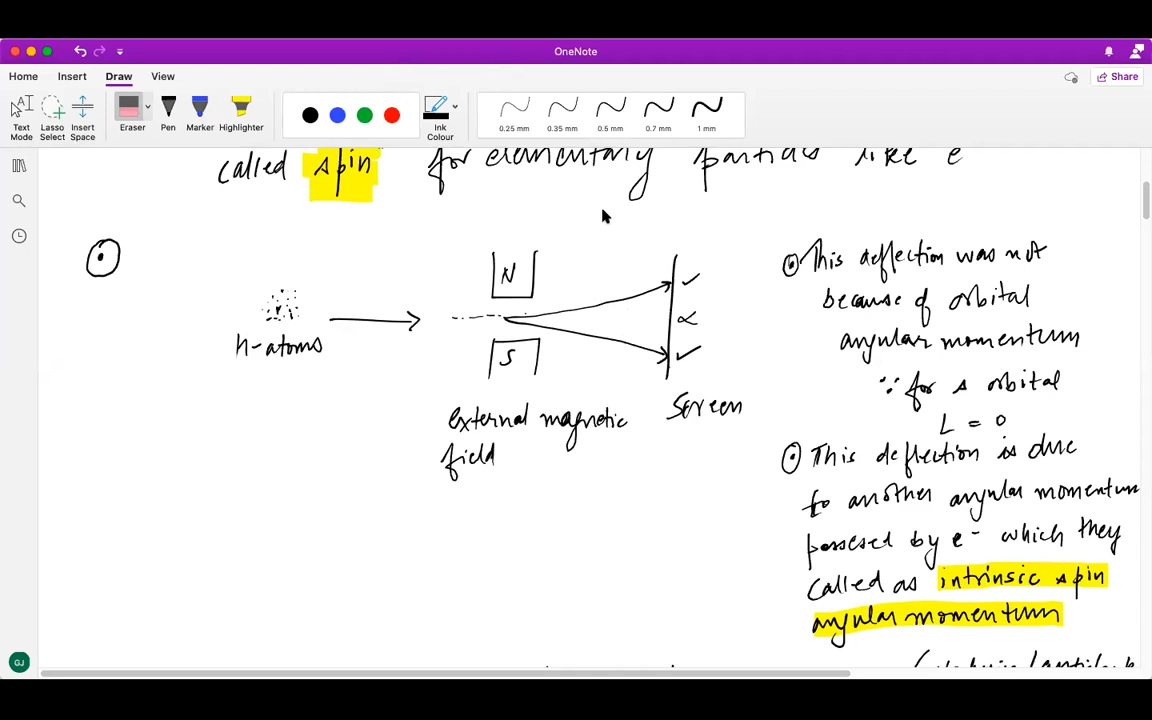 OneNote
Home Insert Draw View
Share
Text Mode
Lasso Select
Insert Space
Eraser
Pen
Marker
Highlighter
0.25 mm
0.35 mm
0.5 mm
0.7 mm
1 mm
Ink Colour
called spin" for elementary particls like e
N
h-atoms
S
external magnetic
field
Screen
This deflection was not
because of orbital
angular momentum
∵ for s orbital
L = 0
This deflection is due
to another angular momentum
possesed by e- which they
called as intrinsic spin
angular momentum
GJ